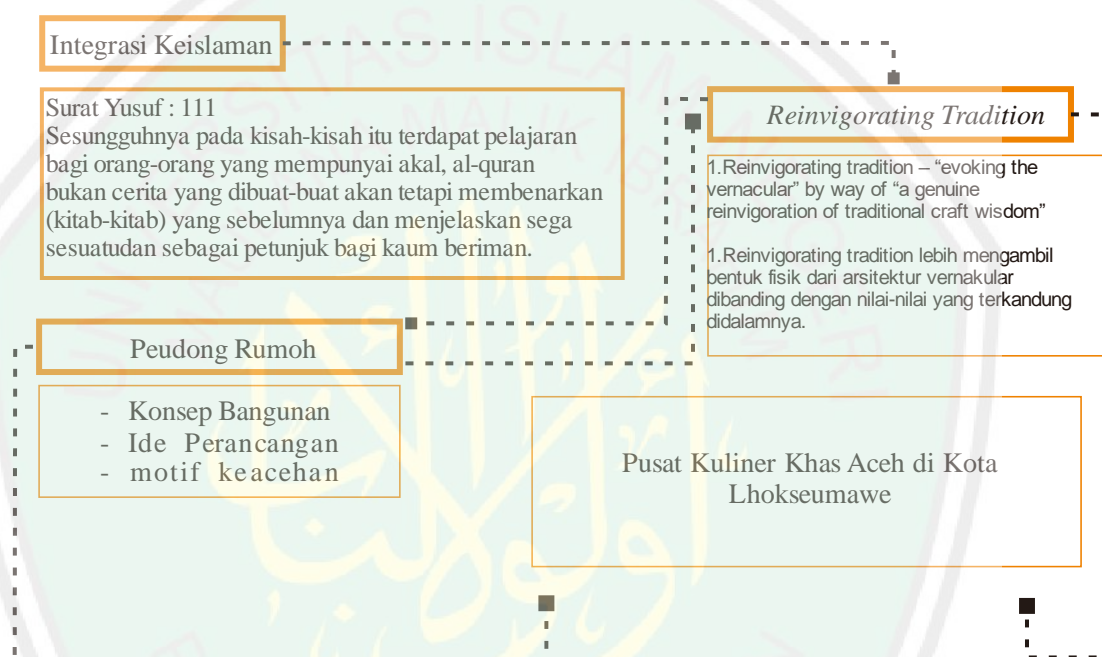 Integrasi Keislaman
Surat Yusuf : 111
Sesungguhnya pada kisah-kisah itu terdapat pelajaran
bagi orang-orang yang mempunyai akal, al-quran
bukan cerita yang dibuat-buat akan tetapi membenarkan
(kitab-kitab) yang sebelumnya dan menjelaskan sega
sesuatudan sebagai petunjuk bagi kaum beriman.
Reinvigorating Tradition
1.Reinvigorating tradition – “evoking the
vernacular” by way of “a genuine
reinvigoration of traditional craft wisdom”
1.Reinvigorating tradition lebih mengambil
bentuk fisik dari arsitektur vernakular
dibanding dengan nilai-nilai yang terkandung
didalamnya.
Peudong Rumoh
- Konsep Bangunan
- Ide Perancangan
- motif keacehan
Pusat Kuliner Khas Aceh di Kota
Lhokseumawe